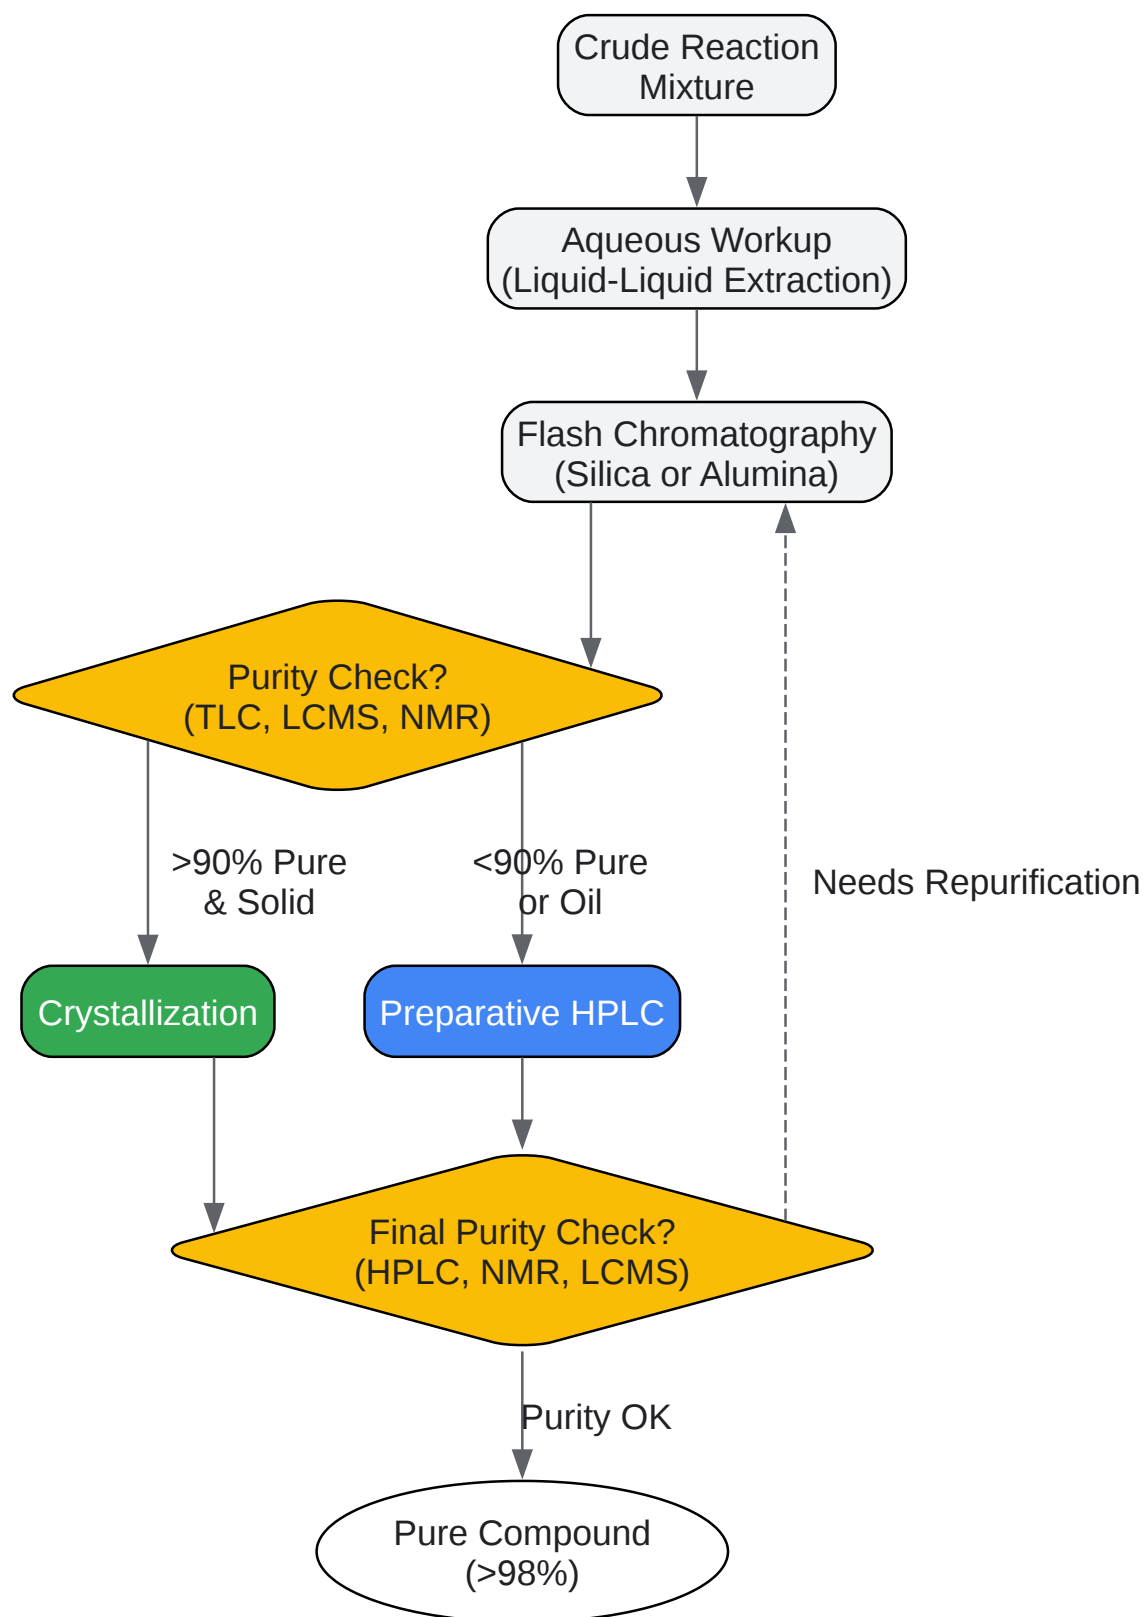 Crude Reaction
Mixture
Aqueous Workup
(Liquid-Liquid Extraction)
Flash Chromatography
(Silica or Alumina)
Purity Check?
(TLC, LCMS, NMR)
>90% Pure
& Solid
<90% Pure
or Oil
Needs Repurification
Crystallization
Preparative HPLC
Final Purity Check?
(HPLC, NMR, LCMS)
Purity OK
Pure Compound
(>98%)